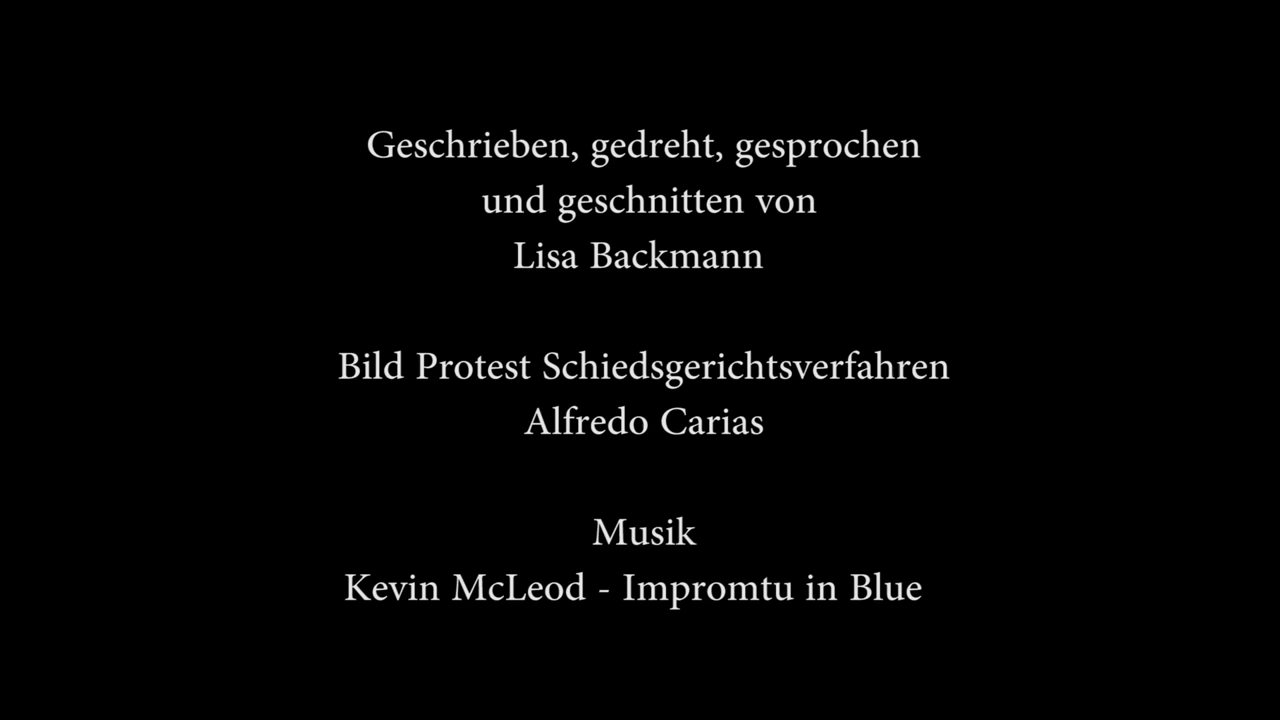 Geschrieben, gedreht, gesprochen
und geschnitten von
Lisa Backmann
Bild Protest Schiedsgerichtsverfahren
Alfredo Carias
Musik
Kevin McLeod - Impromtu in Blue